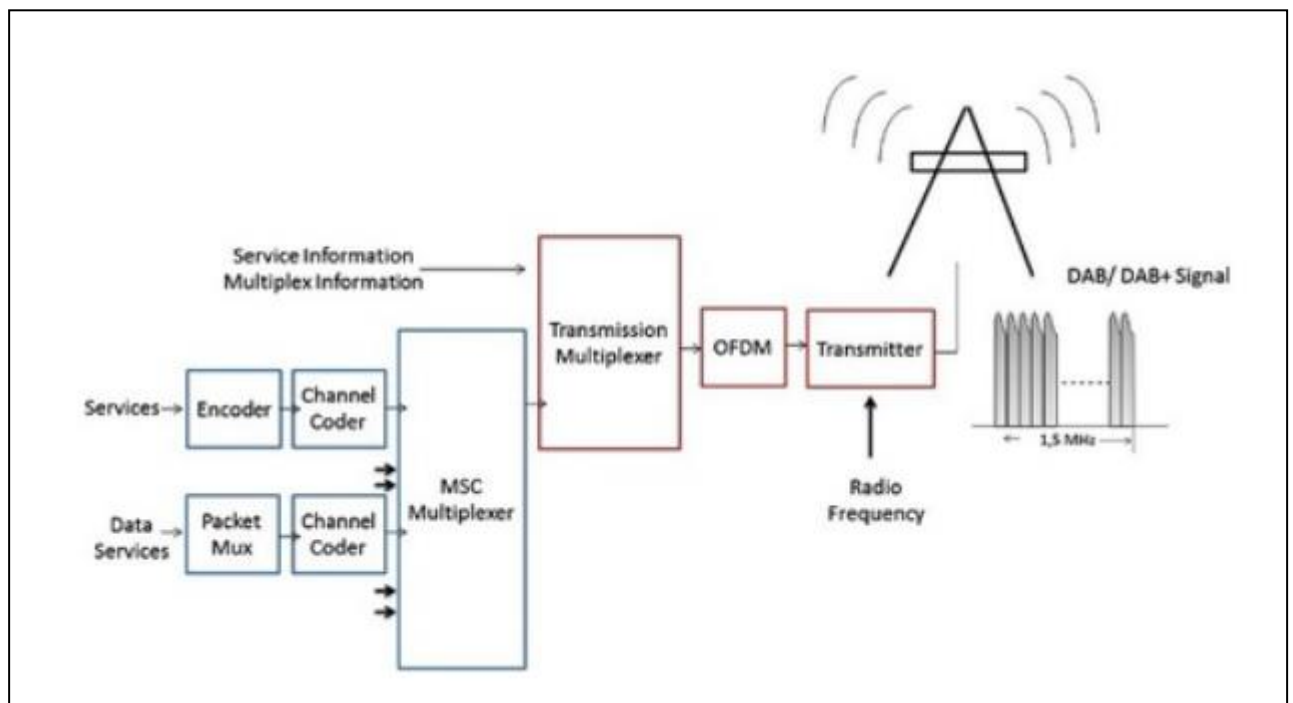 Service Information
Multiplex Information
Transmission
Multiplexer
OFDM
Transmitter
DAB/ DAB+ Signal
1,5 MHz
Radio
Frequency
Services
Encoder
Channel
Coder
MSC
Multiplexer
Data
Services
Packet
Mux
Channel
Coder